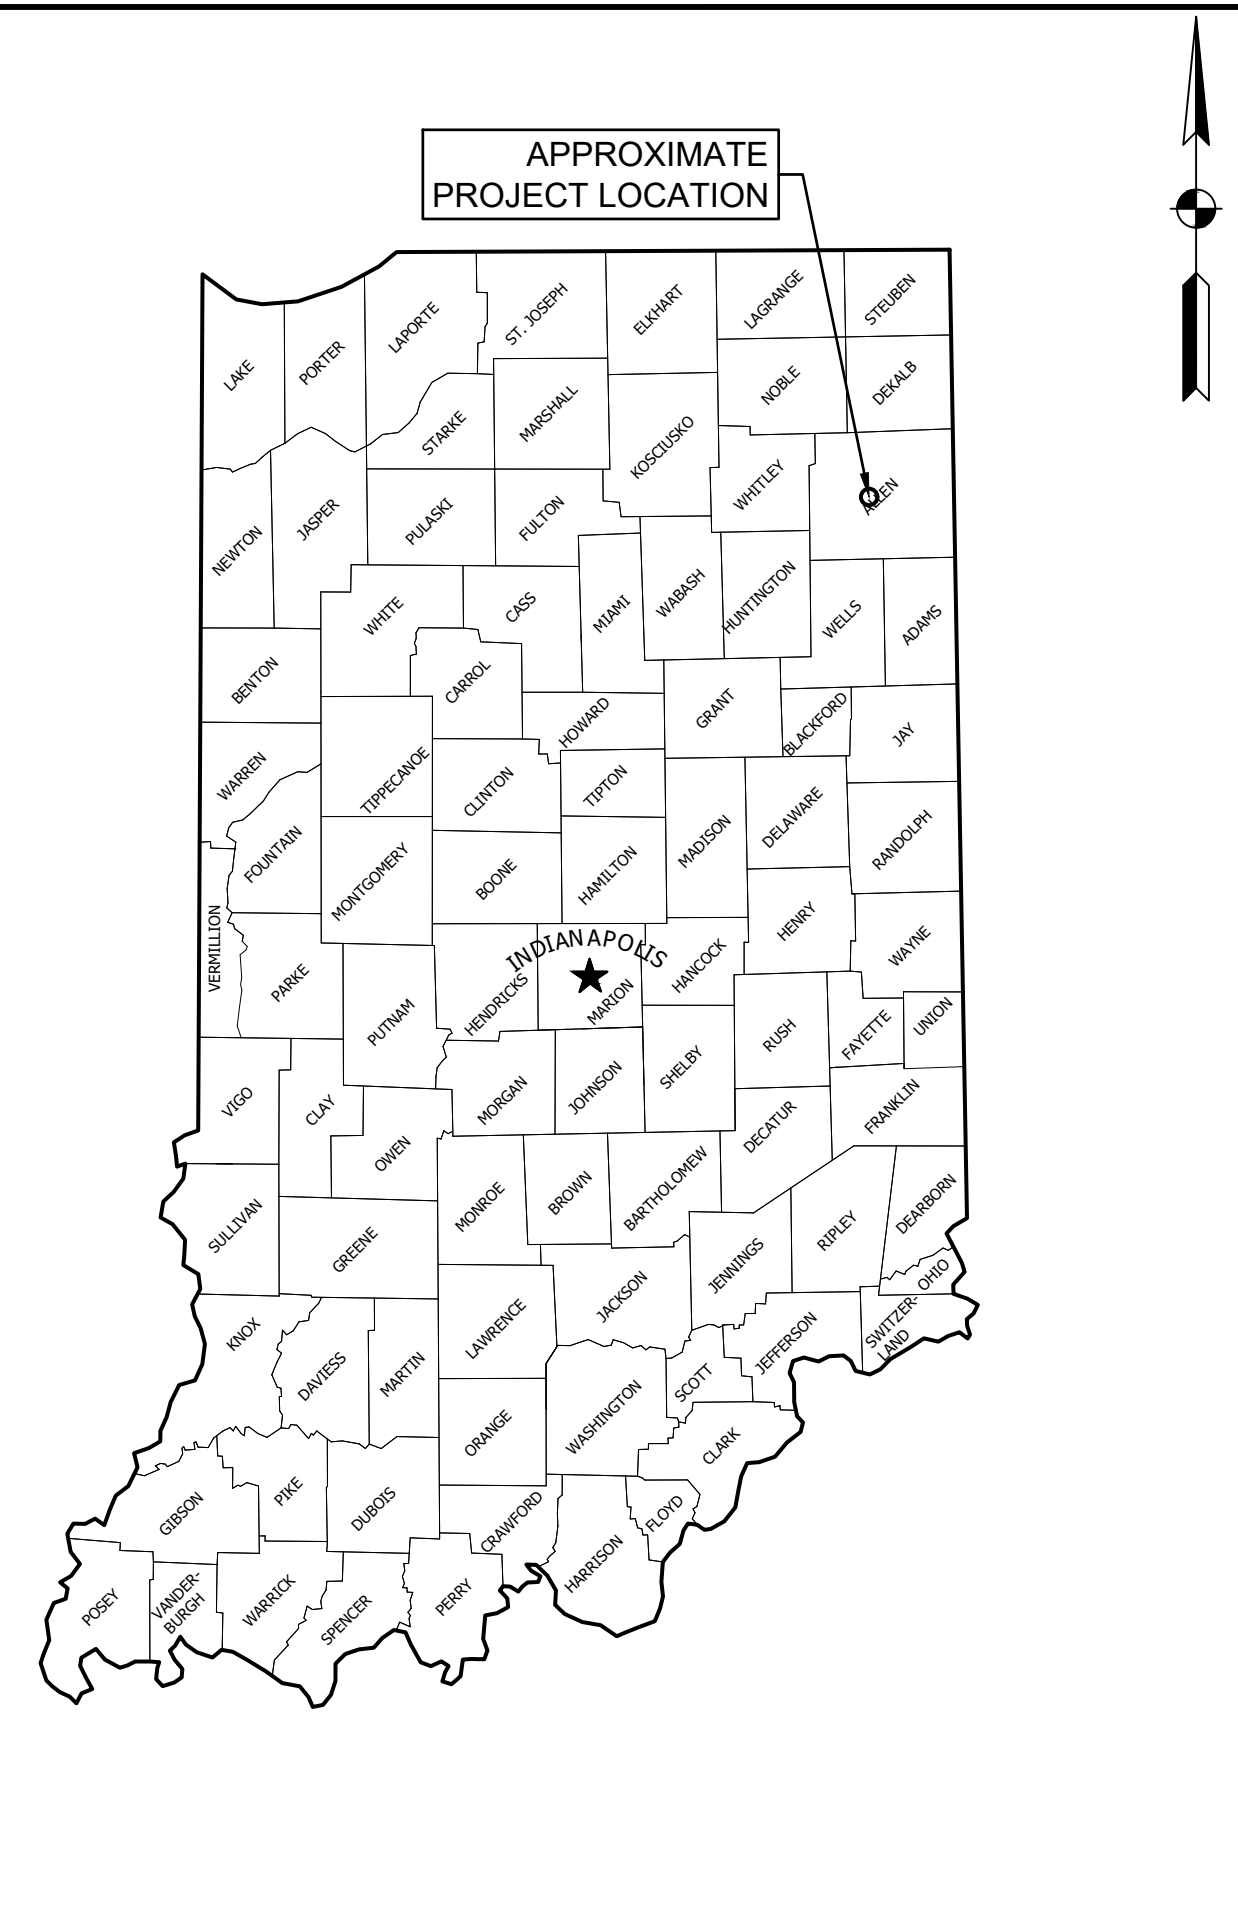 APPROXIMATE
PROJECT LOCATION
LAKE
PORTER
LAPORTE
ST. JOSEPH
ELKHART
LAGRANGE
STEUBEN
NOBLE
DEKALB
STARKE
MARSHALL
KOSCIUSKO
WHITLEY
ALLEN
NEWTON
JASPER
PULASKI
FULTON
WHITE
CASS
MIAMI
WABASH
HUNTINGTON
WELLS
ADAMS
BENTON
CARROL
HOWARD
GRANT
BLACKFORD
JAY
WARREN
TIPPECANOE
CLINTON
TIPTON
MADISON
DELAWARE
RANDOLPH
FOUNTAIN
MONTGOMERY
BOONE
HAMILTON
HENRY
WAYNE
VERMILLION
PARKE
PUTNAM
HENDRICKS
INDIANAPOLIS
MARION
HANCOCK
RUSH
FAYETTE
UNION
VIGO
CLAY
OWEN
MORGAN
JOHNSON
SHELBY
DECATUR
FRANKLIN
SULLIVAN
GREENE
MONROE
BROWN
BARTHOLOMEW
JENNINGS
RIPLEY
DEARBORN
OHIO
KNOX
DAVIESS
MARTIN
LAWRENCE
JACKSON
SCOTT
JEFFERSON
SWITZER-
LAND
ORANGE
WASHINGTON
CLARK
GIBSON
PIKE
DUBOIS
CRAWFORD
HARRISON
FLOYD
POSEY
VANDER-
BURGH
WARRICK
SPENCER
PERRY